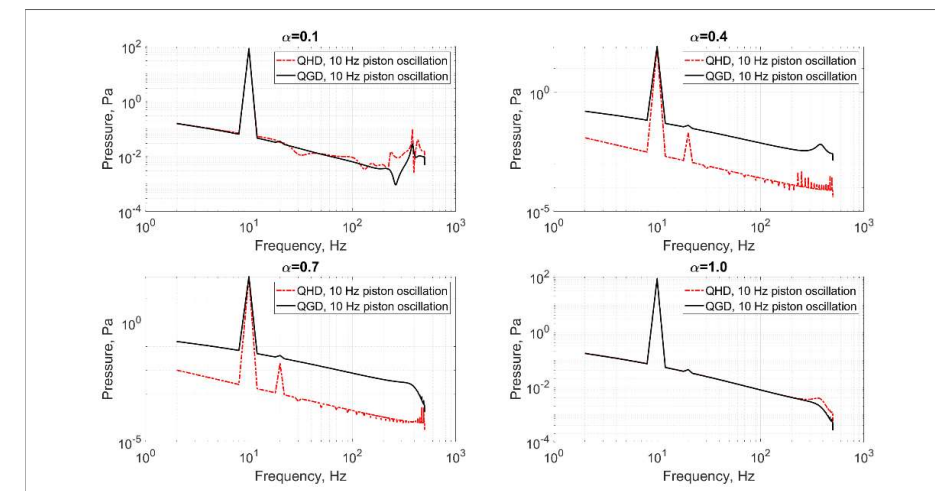 α=0.1
QHD, 10 Hz piston oscillation
QGD, 10 Hz piston oscillation
Pressure, Pa
10²
10⁰
10⁻²
10⁻⁴
10⁰ 10¹ 10² 10³
Frequency, Hz
α=0.4
QHD, 10 Hz piston oscillation
QGD, 10 Hz piston oscillation
Pressure, Pa
10⁰
10⁻⁵
10⁰ 10¹ 10² 10³
Frequency, Hz
α=0.7
QHD, 10 Hz piston oscillation
QGD, 10 Hz piston oscillation
Pressure, Pa
10⁰
10⁻⁵
10⁰ 10¹ 10² 10³
Frequency, Hz
α=1.0
QHD, 10 Hz piston oscillation
QGD, 10 Hz piston oscillation
Pressure, Pa
10²
10⁰
10⁻²
10⁻⁴
10⁰ 10¹ 10² 10³
Frequency, Hz